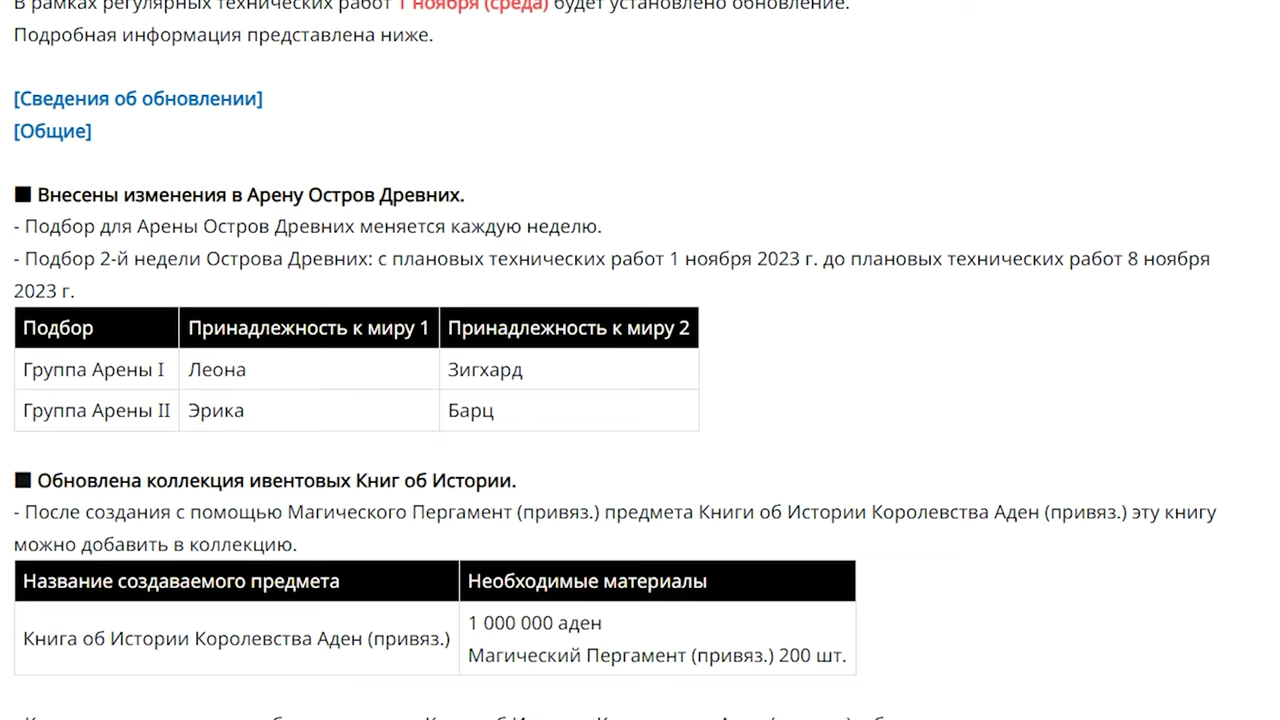 В рамках регулярных технических работ 1 ноября (среда) будет установлено обновление.
Подробная информация представлена ниже.
[Сведения об обновлении]
[Общие]
■ Внесены изменения в Арену Остров Древних.
- Подбор для Арены Остров Древних меняется каждую неделю.
- Подбор 2-й недели Острова Древних: с плановых технических работ 1 ноября 2023 г. до плановых технических работ 8 ноября
2023 г.
Подбор Принадлежность к миру 1 Принадлежность к миру 2
Группа Арены I Леона Зигхард
Группа Арены II Эрика Барц
■ Обновлена коллекция ивентовых Книг об Истории.
- После создания с помощью Магического Пергамент (привяз.) предмета Книги об Истории Королевства Аден (привяз.) эту книгу
можно добавить в коллекцию.
Название создаваемого предмета Необходимые материалы
Книга об Истории Королевства Аден (привяз.) 1 000 000 аден
Магический Пергамент (привяз.) 200 шт.